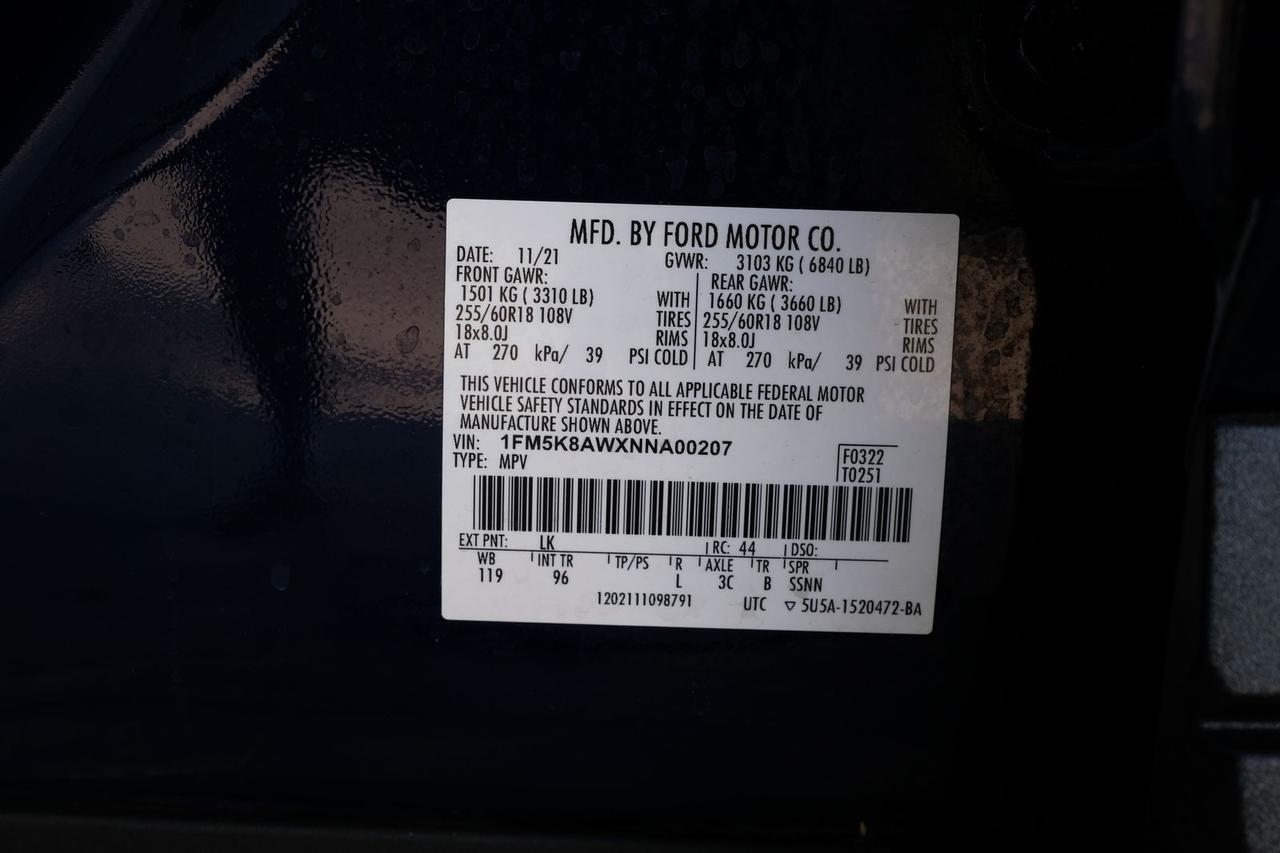 MFD. BY FORD MOTOR CO.
DATE: 11/21 GVWR: 3103 KG ( 6840 LB)
FRONT GAWR: REAR GAWR:
1501 KG ( 3310 LB) WITH 1660 KG ( 3660 LB) WITH
255/60R18 108V TIRES 255/60R18 108V TIRES
18x8.0J RIMS 18x8.0J RIMS
AT 270 kPa/ 39 PSI COLD AT 270 kPa/ 39 PSI COLD
THIS VEHICLE CONFORMS TO ALL APPLICABLE FEDERAL MOTOR
VEHICLE SAFETY STANDARDS IN EFFECT ON THE DATE OF
MANUFACTURE SHOWN ABOVE.
VIN: 1FM5K8AWXNNA00207 F0322
TYPE: MPV T0251
EXT PNT: LK RC: 44 DSO:
WB INT TR TP/PS R AXLE TR SPR
119 96 L 3C B SSNN
1202111098791 UTC ▽ 5U5A-1520472-BA